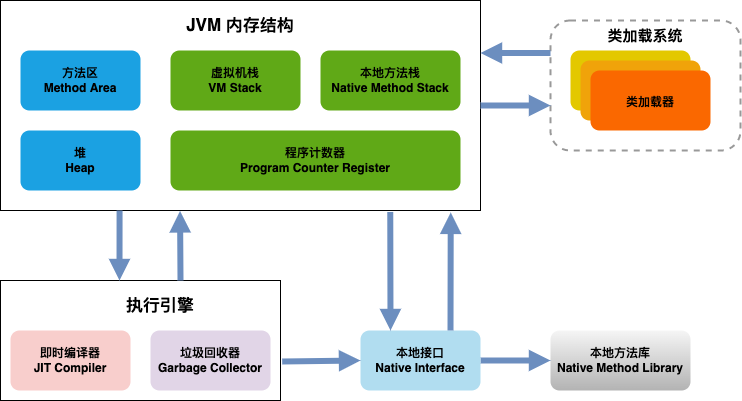 JVM 内存结构
方法区
Method Area
虚拟机栈
VM Stack
本地方法栈
Native Method Stack
堆
Heap
程序计数器
Program Counter Register
类加载系统
类加载器
执行引擎
即时编译器
JIT Compiler
垃圾回收器
Garbage Collector
本地接口
Native Interface
本地方法库
Native Method Library